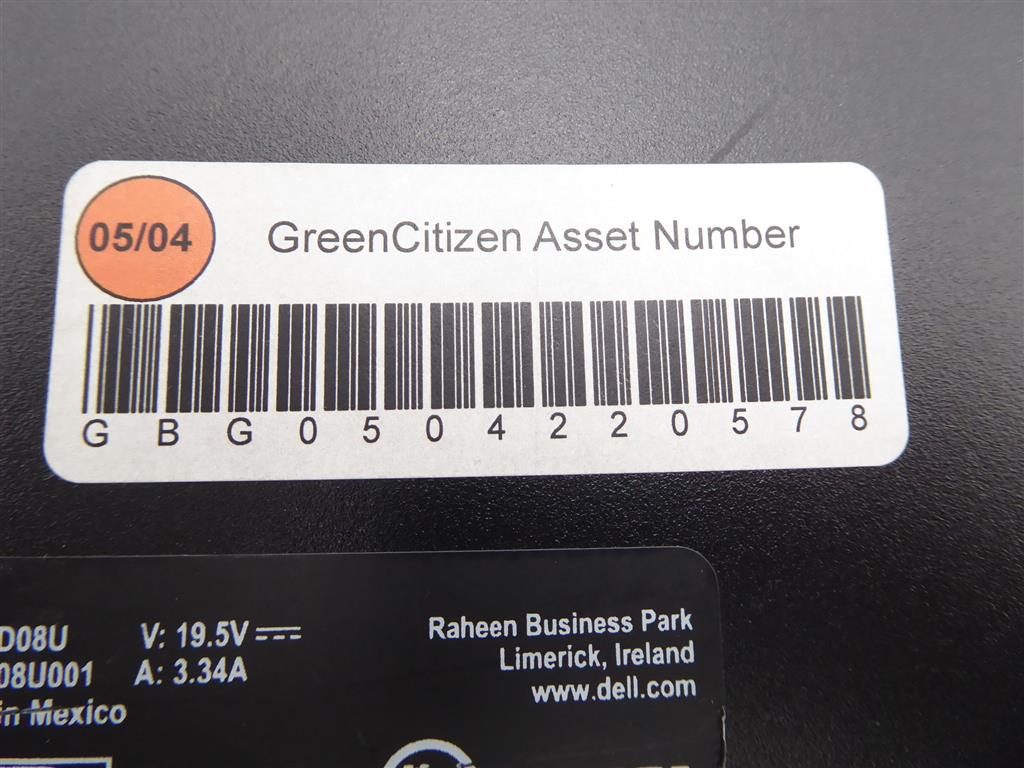 05/04 GreenCitizen Asset Number
G B G 0 5 0 4 2 2 0 5 7 8
D08U V: 19.5V Raheen Business Park
08U001 A: 3.34A Limerick, Ireland
in Mexico www.dell.com